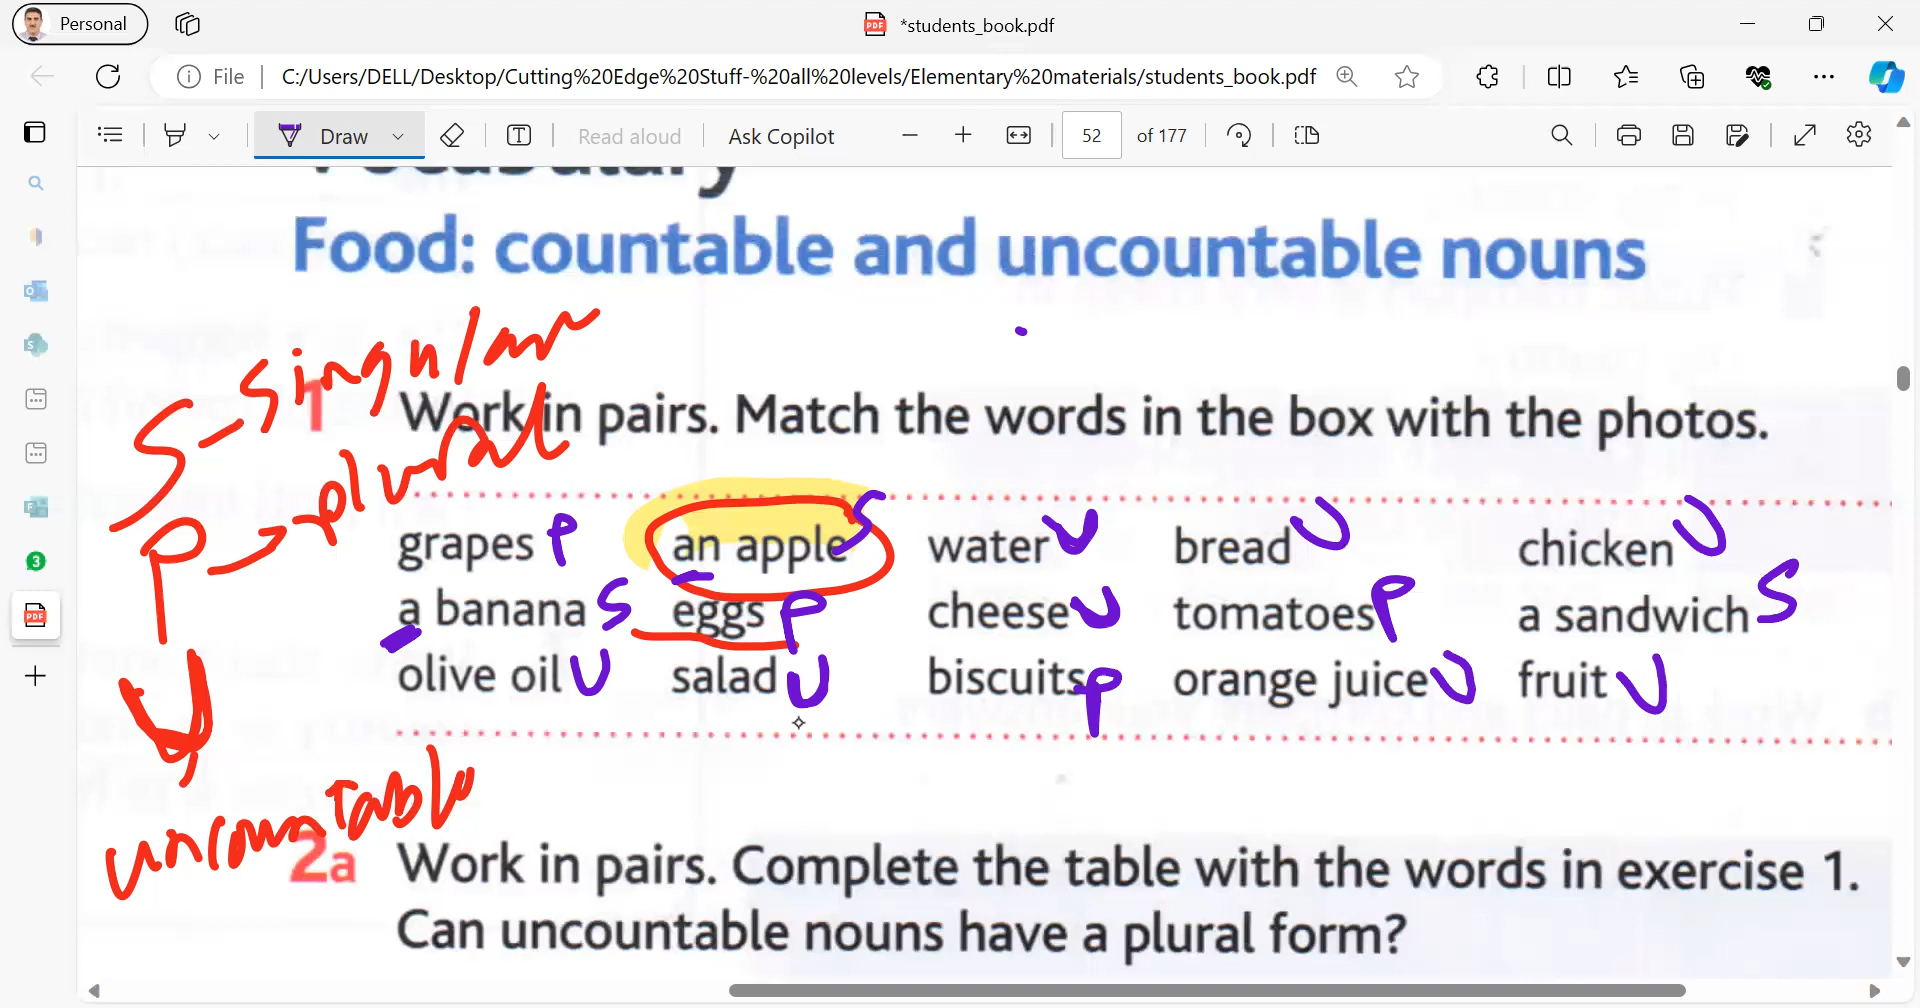 Personal
*students_book.pdf
File C:/Users/DELL/Desktop/Cutting%20Edge%20Stuff-%20all%20levels/Elementary%20materials/students_book.pdf
Draw Read aloud Ask Copilot 52 of 177
Vocabulary
Food: countable and uncountable nouns
S - singular
1 Work in pairs. Match the words in the box with the photos.
P → plural
grapes P an apple S water U bread U chicken U
a banana S eggs P cheese U tomatoes P a sandwich S
olive oil U salad U biscuits P orange juice U fruit U
U
uncountable
2a Work in pairs. Complete the table with the words in exercise 1.
Can uncountable nouns have a plural form?
3
PDF